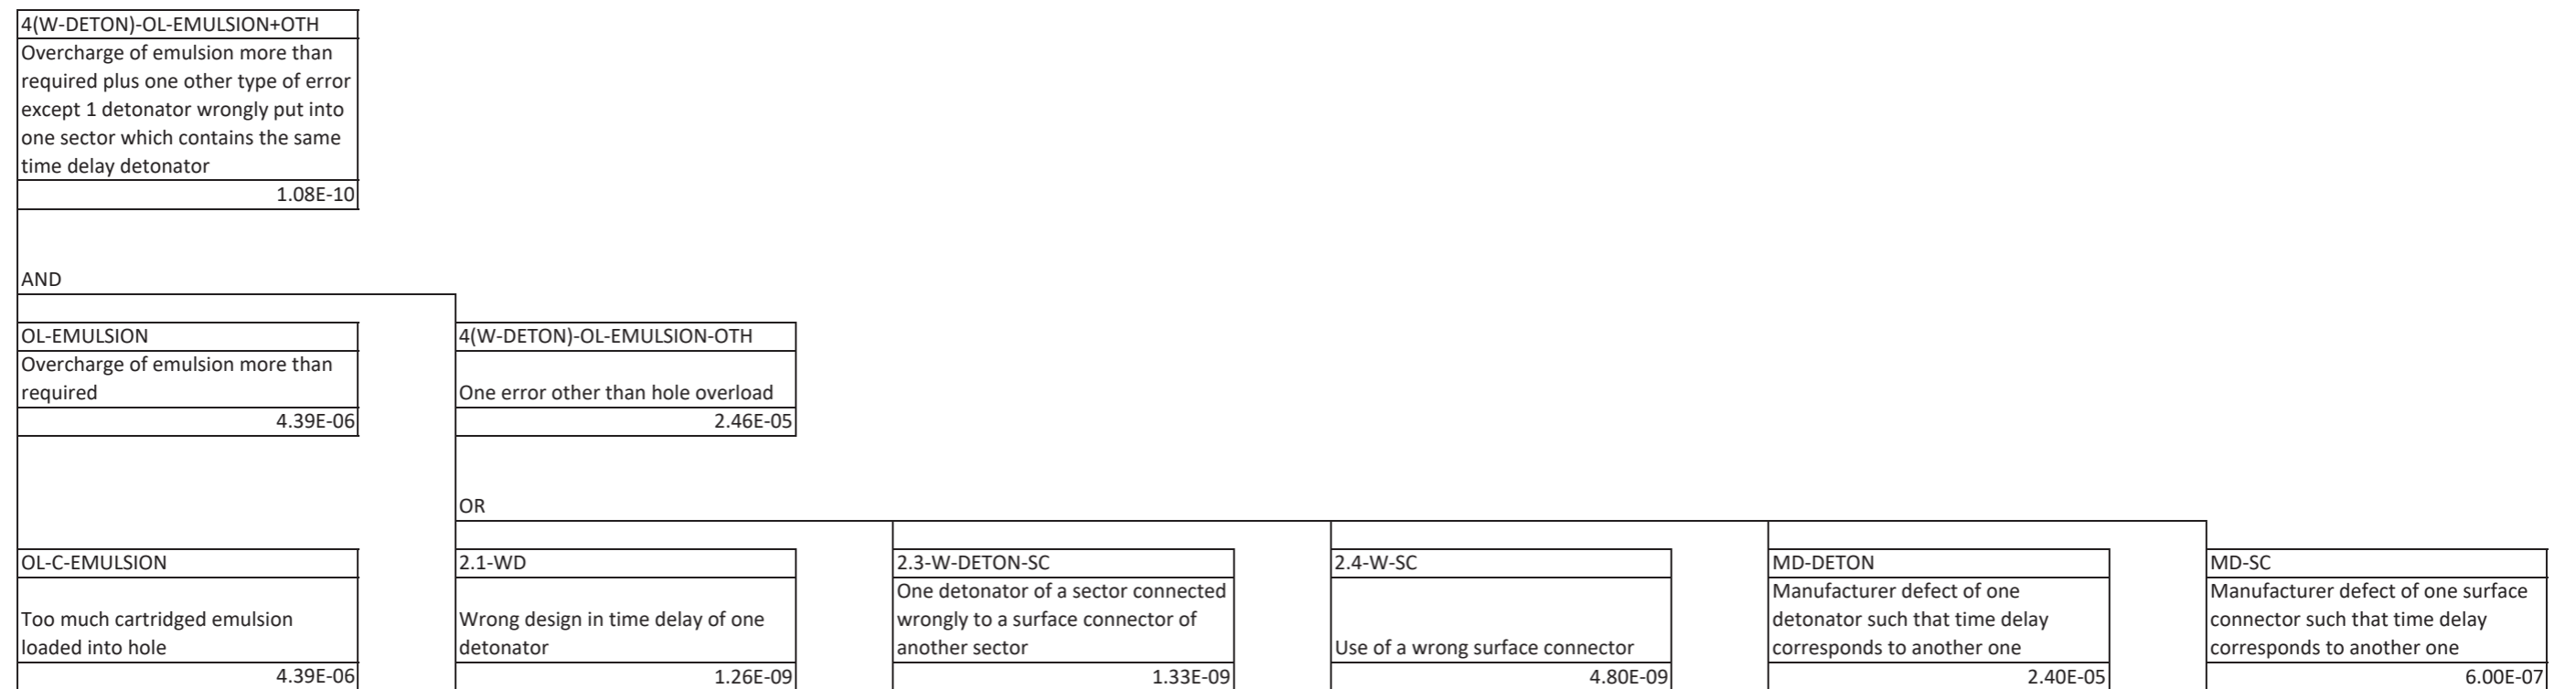 4(W-DETON)-OL-EMULSION+OTH
Overcharge of emulsion more than
required plus one other type of error
except 1 detonator wrongly put into
one sector which contains the same
time delay detonator
1.08E-10
AND
OL-EMULSION
Overcharge of emulsion more than
required
4.39E-06
4(W-DETON)-OL-EMULSION-OTH
One error other than hole overload
2.46E-05
OR
OL-C-EMULSION
Too much cartridged emulsion
loaded into hole
4.39E-06
2.1-WD
Wrong design in time delay of one
detonator
1.26E-09
2.3-W-DETON-SC
One detonator of a sector connected
wrongly to a surface connector of
another sector
1.33E-09
2.4-W-SC
Use of a wrong surface connector
4.80E-09
MD-DETON
Manufacturer defect of one
detonator such that time delay
corresponds to another one
2.40E-05
MD-SC
Manufacturer defect of one surface
connector such that time delay
corresponds to another one
6.00E-07